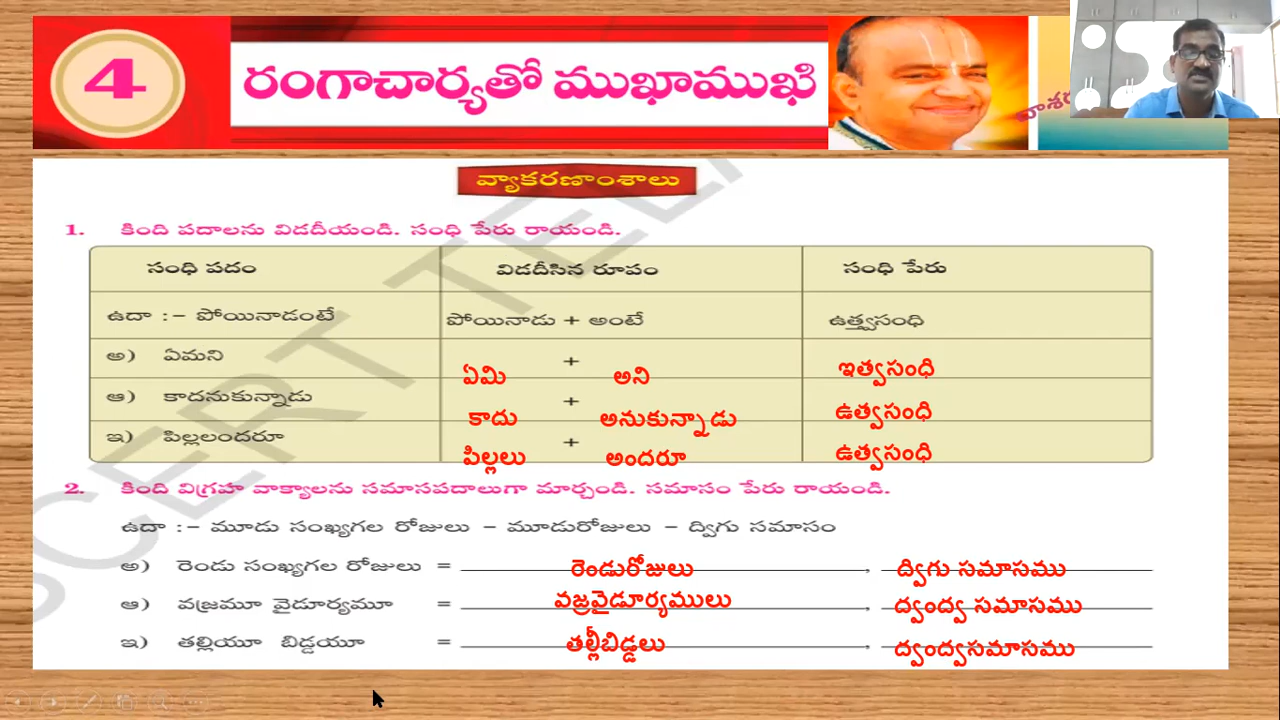 4
రంగాచార్యతో ముఖాముఖి
వ్యాకరణాంశాలు
1. కింది పదాలను విడదీయండి. సంధి పేరు రాయండి.
సంధి పదం విడదీసిన రూపం సంధి పేరు
ఉదా :- పోయినాడంటే పోయినాడు + అంటే ఉత్త్వసంధి
అ) ఏమని ఏమి + అని ఇత్వసంధి
ఆ) కాదనుకున్నాడు కాదు + అనుకున్నాడు ఉత్వసంధి
ఇ) పిల్లలందరూ పిల్లలు + అందరూ ఉత్వసంధి
2. కింది విగ్రహ వాక్యాలను సమాసపదాలుగా మార్చండి. సమాసం పేరు రాయండి.
ఉదా :- మూడు సంఖ్యగల రోజులు - మూడురోజులు - ద్విగు సమాసం
అ) రెండు సంఖ్యగల రోజులు = రెండురోజులు . ద్విగు సమాసము
ఆ) వజ్రమూ వైడూర్యమూ = వజ్రవైడూర్యములు . ద్వంద్వ సమాసము
ఇ) తల్లియూ బిడ్డయూ = తల్లీబిడ్డలు . ద్వంద్వసమాసము